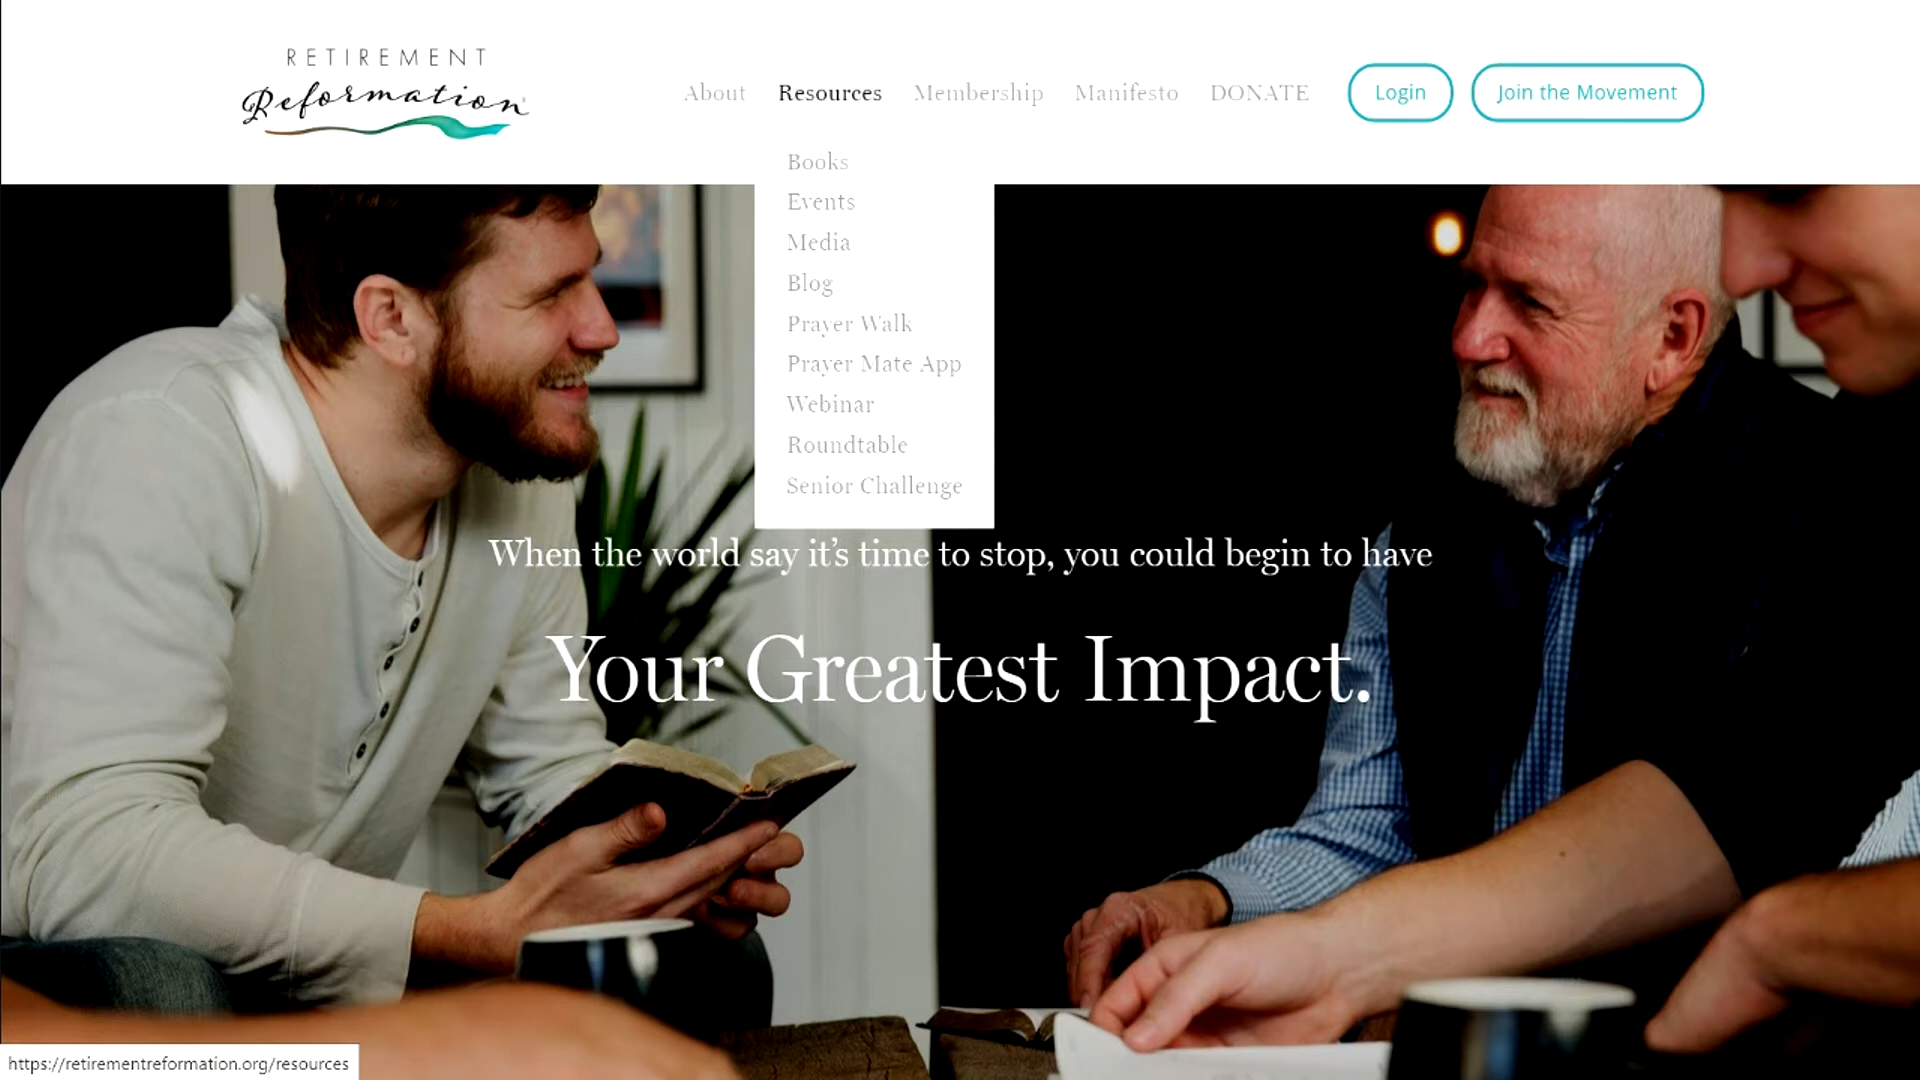 RETIREMENT
Reformation
About Resources Membership Manifesto DONATE Login Join the Movement
Books
Events
Media
Blog
Prayer Walk
Prayer Mate App
Webinar
Roundtable
Senior Challenge
When the world say it’s time to stop, you could begin to have
Your Greatest Impact.
https://retirementreformation.org/resources